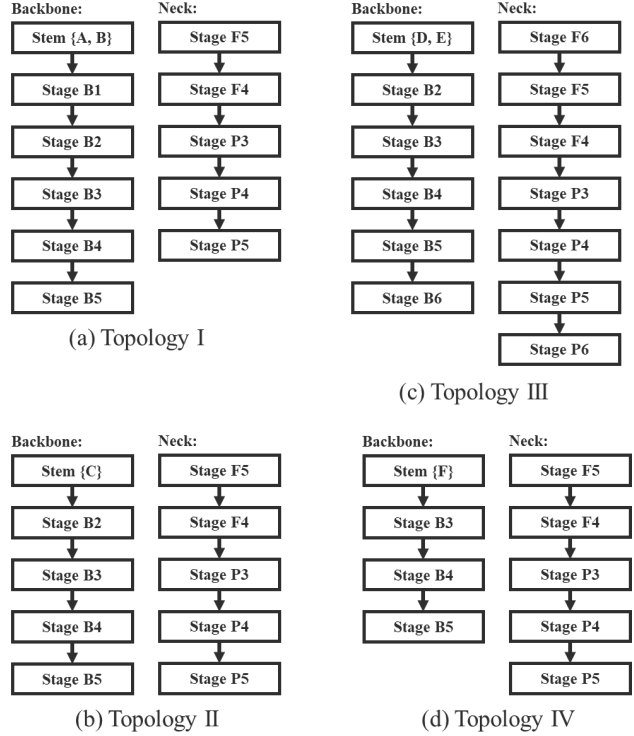 Backbone:
Stem {A, B}
Stage B1
Stage B2
Stage B3
Stage B4
Stage B5
Neck:
Stage F5
Stage F4
Stage P3
Stage P4
Stage P5
(a) Topology Ⅰ
Backbone:
Stem {D, E}
Stage B2
Stage B3
Stage B4
Stage B5
Stage B6
Neck:
Stage F6
Stage F5
Stage F4
Stage P3
Stage P4
Stage P5
Stage P6
(c) Topology Ⅲ
Backbone:
Stem {C}
Stage B2
Stage B3
Stage B4
Stage B5
Neck:
Stage F5
Stage F4
Stage P3
Stage P4
Stage P5
(b) Topology Ⅱ
Backbone:
Stem {F}
Stage B3
Stage B4
Stage B5
Neck:
Stage F5
Stage F4
Stage P3
Stage P4
Stage P5
(d) Topology Ⅳ